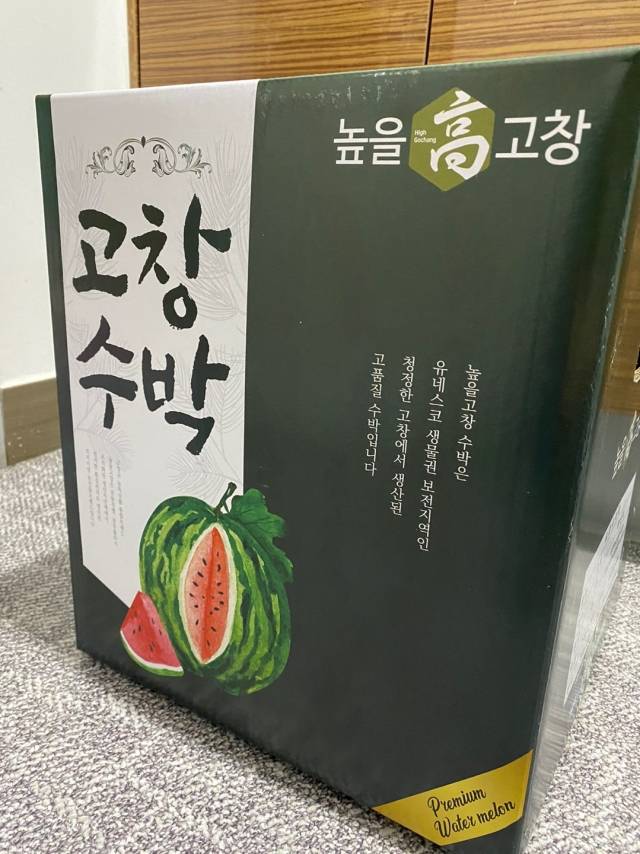 높을 高 고창
High
Gochang
고창
수박
높을고창 수박은
유네스코 생물권 보전지역인
청정한 고창에서 생산된
고품질 수박입니다
Premium
Water melon